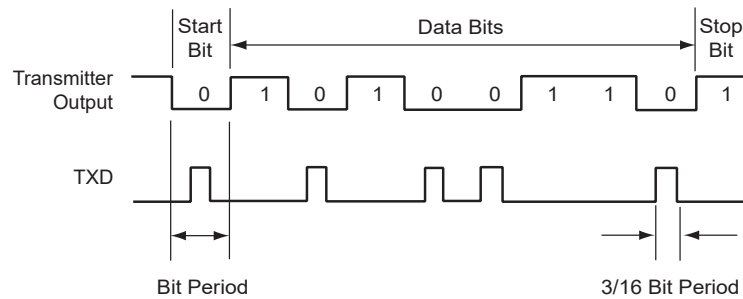 Start Bit
Data Bits
Stop Bit
Transmitter Output
0 1 0 1 0 0 1 1 0 1
TXD
Bit Period
3/16 Bit Period